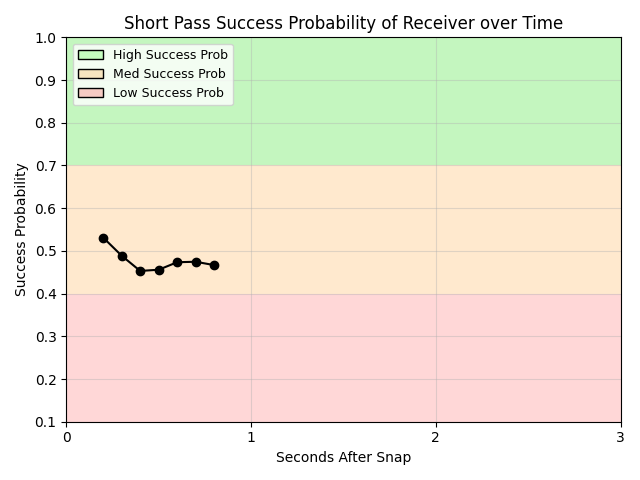 Short Pass Success Probability of Receiver over Time
1.0
0.9
0.8
0.7
0.6
0.5
0.4
0.3
0.2
0.1
Success Probability
High Success Prob
Med Success Prob
Low Success Prob
0 1 2 3
Seconds After Snap